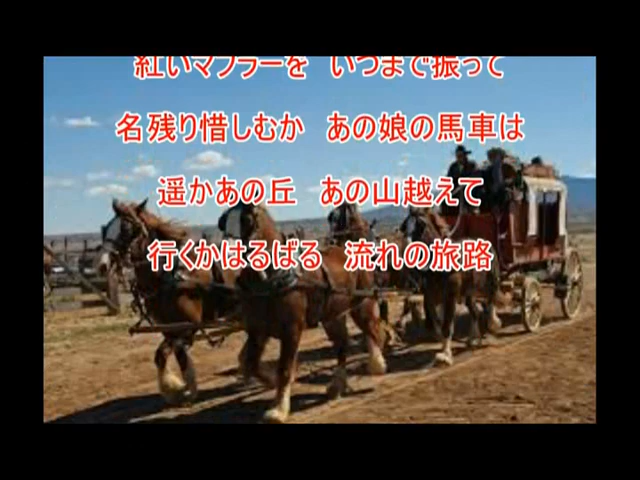 紅いマフラーを　いつまで振って
名残り惜しむか　あの娘の馬車は
遥かあの丘　あの山越えて
行くかはるばる　流れの旅路